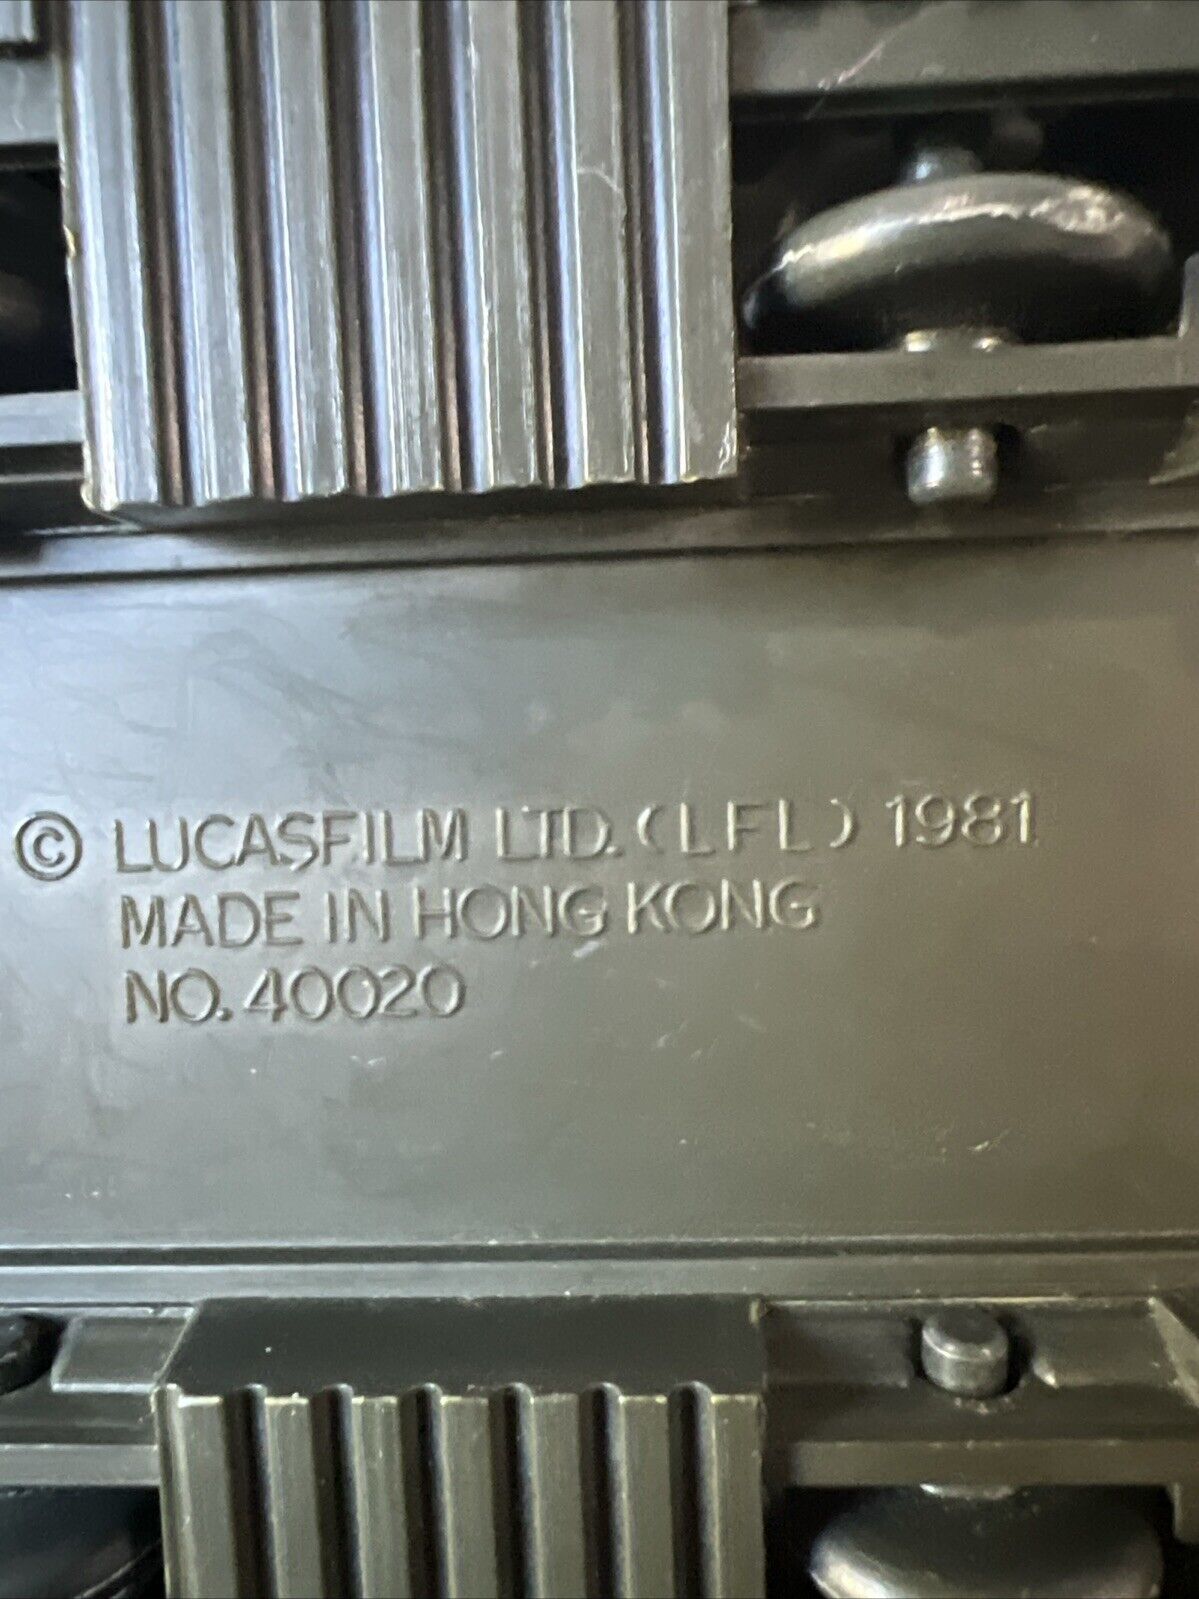 © LUCASFILM LTD. (LFL) 1981
MADE IN HONG KONG
NO. 40020